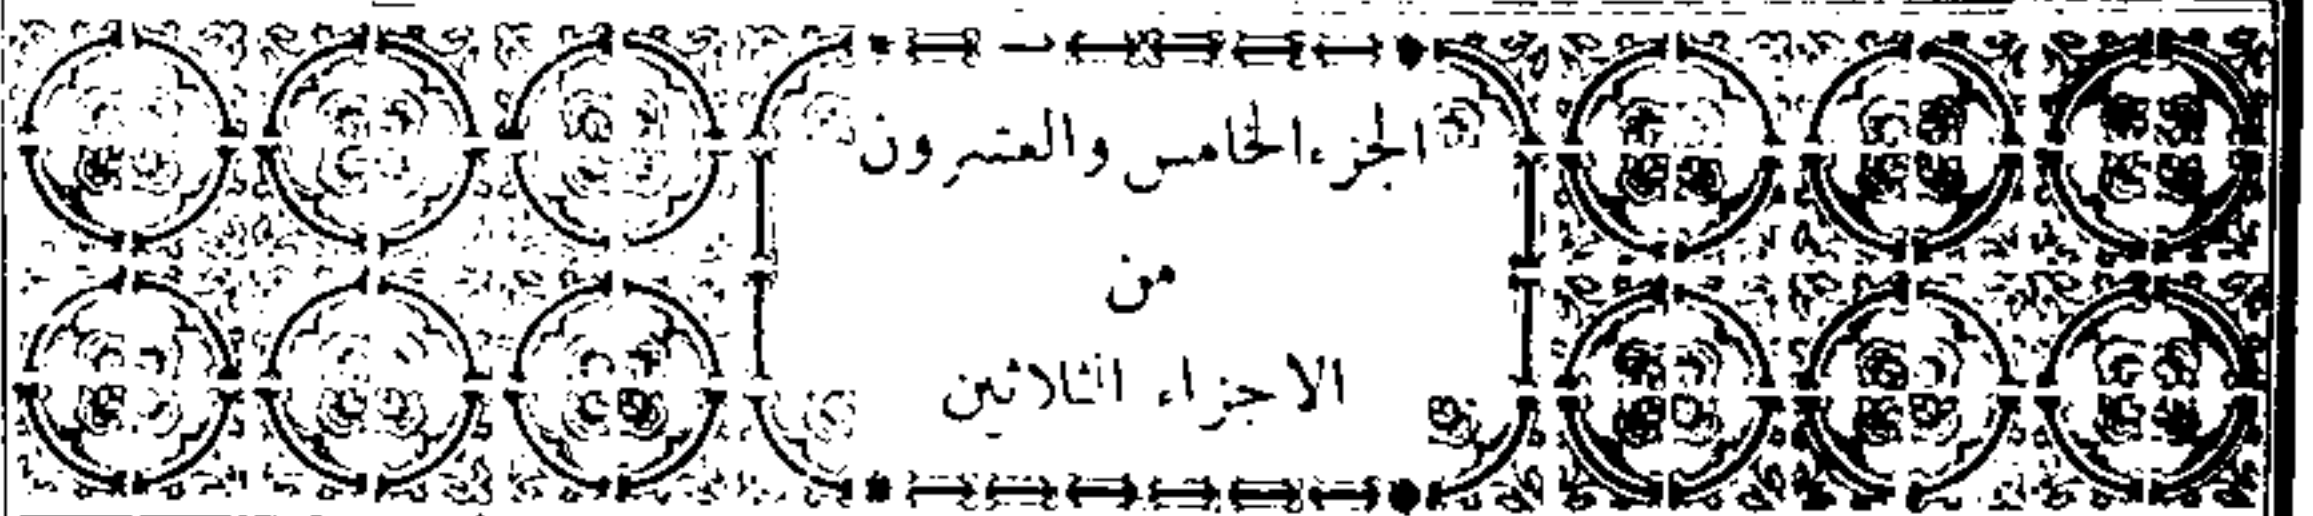 الجزء الخامس والعشرون
من
الاجزاء الثلاثين